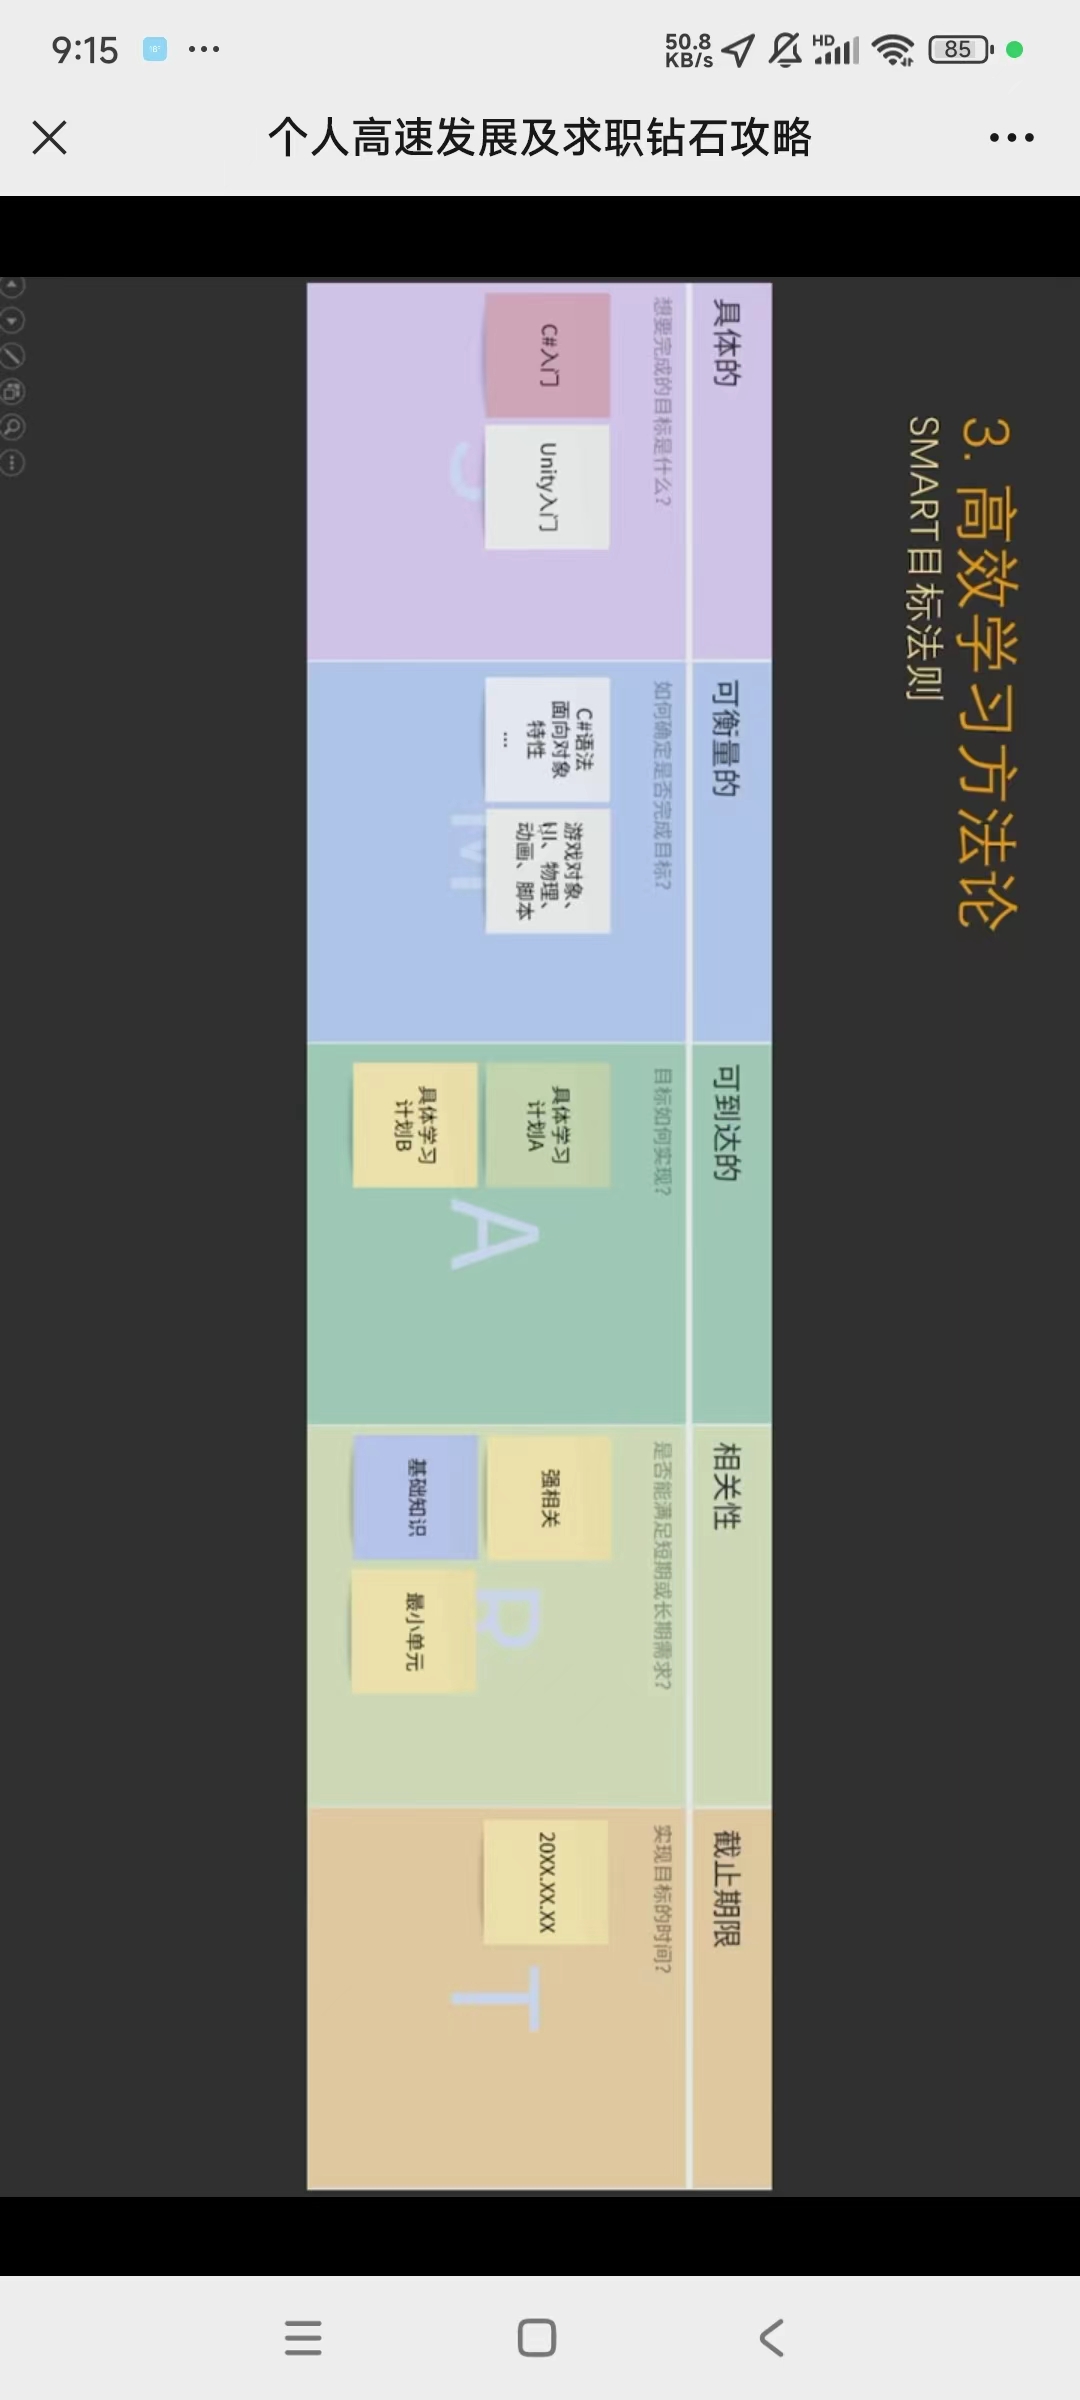 9:15
16°
50.8
KB/s
HD
85
个人高速发展及求职钻石攻略
3. 高效学习方法论
SMART目标法则
具体的
想要完成的目标是什么?
C#入门
Unity入门
可衡量的
如何确定是否完成目标?
C#语法
面向对象
特性
...
M
游戏对象、
UI、物理、
动画、脚本
可到达的
目标如何实现?
具体学习
计划A
具体学习
计划B
A
相关性
是否能满足短期或长期需求?
强相关
基础知识
最小单元
R
截止期限
实现目标的时间?
20XX.XX.XX
T